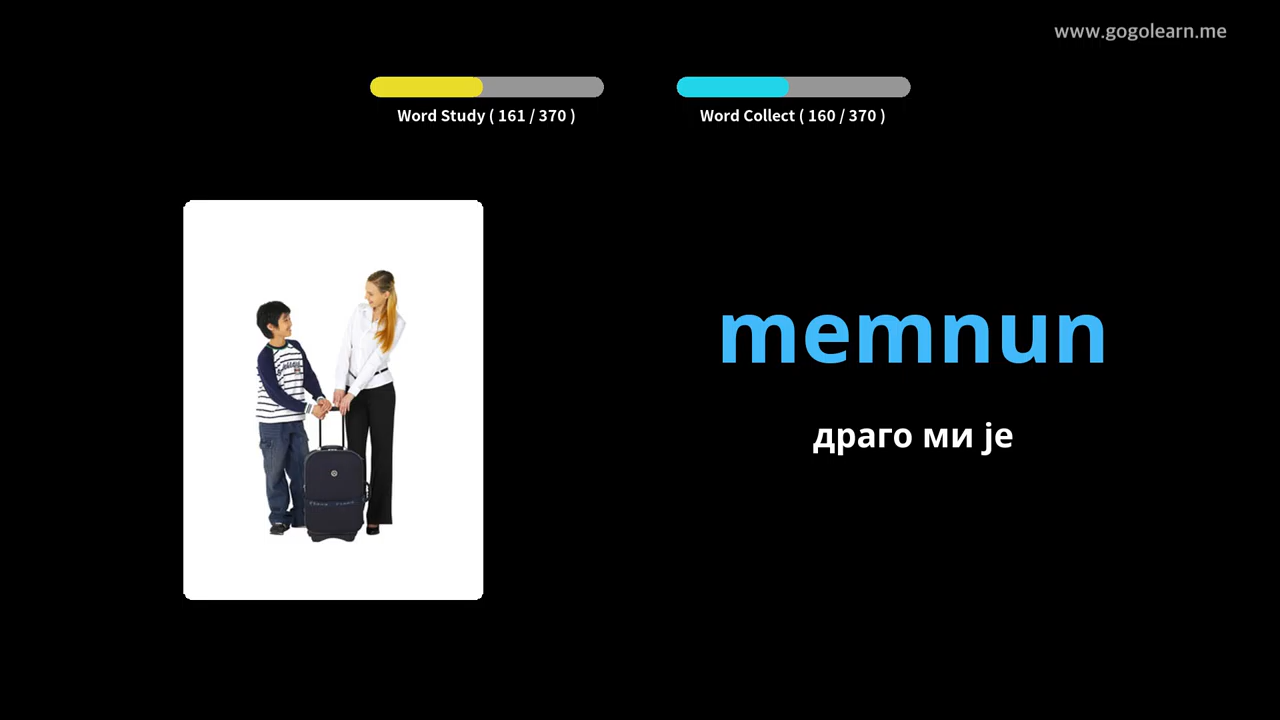 www.gogolearn.me
Word Study ( 161 / 370 )
Word Collect ( 160 / 370 )
memnun
драго ми је